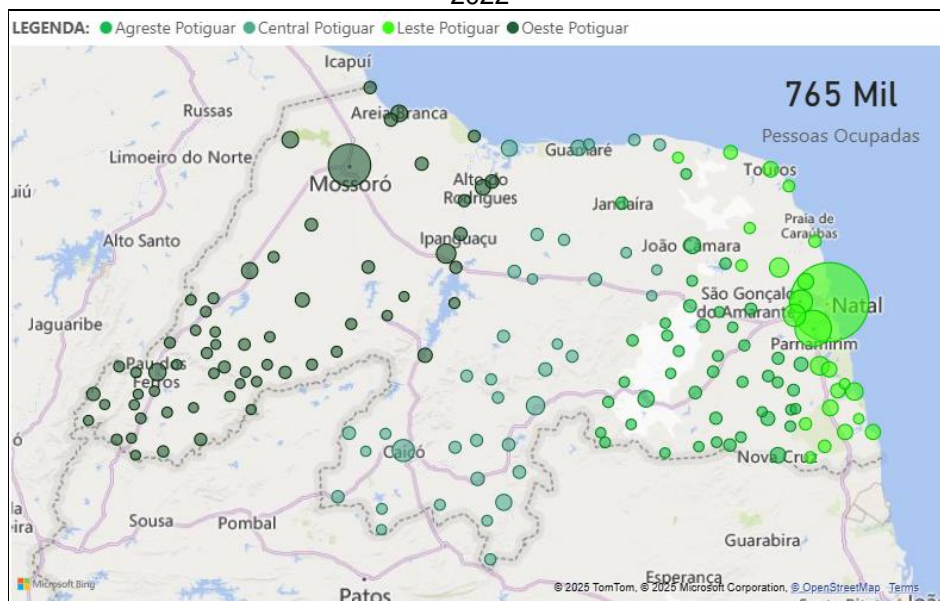 2022
LEGENDA: Agreste Potiguar Central Potiguar Leste Potiguar Oeste Potiguar
Icapuí
765 Mil
Pessoas Ocupadas
Russas
Areia Branca
Limoeiro do Norte
Guamaré
Touros
Mossoró
Alto do
Rodrigues
Jandaíra
Praia de
Caraúbas
Alto Santo
Ipanguaçu
João Câmara
São Gonçalo
do Amarante
Natal
Jaguaribe
Parnamirim
Pau dos
Ferros
Caicó
Nova Cruz
Sousa
Pombal
Guarabira
Esperança
Microsoft Bing
© 2025 TomTom, © 2025 Microsoft Corporation, © OpenStreetMap Terms
Patos